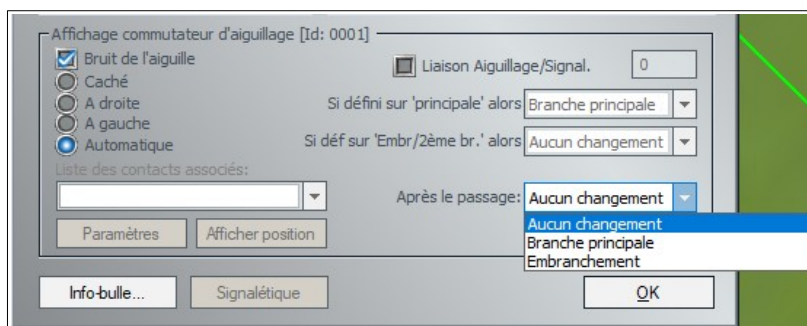 Affichage commutateur d'aiguillage [Id: 0001]
Bruit de l'aiguille
Liaison Aiguillage/Signal. 0
Caché
A droite
Si défini sur 'principale' alors Branche principale
A gauche
Automatique
Si déf sur 'Embr/2ème br.' alors Aucun changement
Liste des contacts associés:
Après le passage: Aucun changement
Aucun changement
Branche principale
Embranchement
Paramètres Afficher position
Info-bulle... Signalétique OK